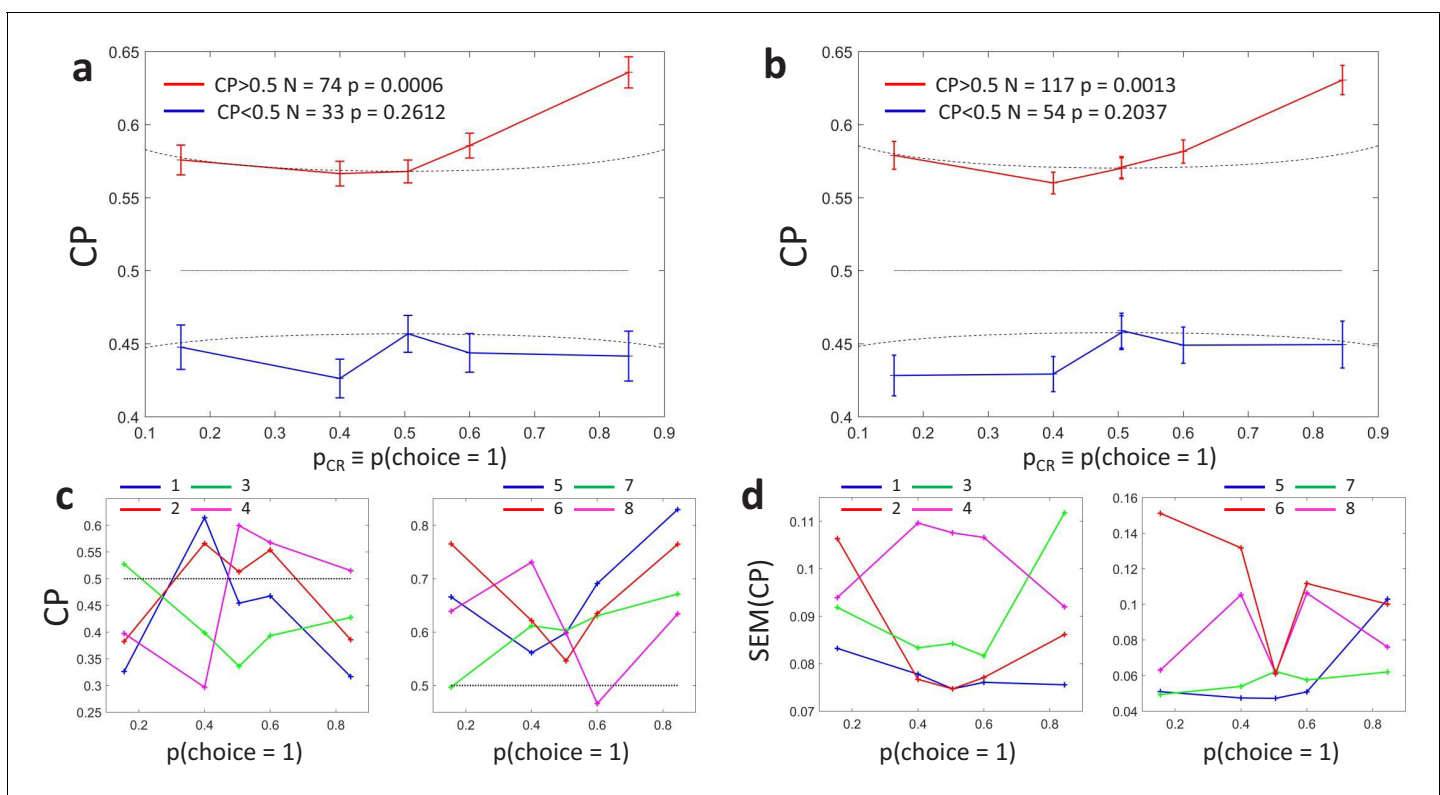 a
CP>0.5 N = 74 p = 0.0006
CP<0.5 N = 33 p = 0.2612
0.65
0.6
0.55
0.5
0.45
0.4
CP
0.1 0.2 0.3 0.4 0.5 0.6 0.7 0.8 0.9
pCR ≡ p(choice = 1)
b
CP>0.5 N = 117 p = 0.0013
CP<0.5 N = 54 p = 0.2037
0.65
0.6
0.55
0.5
0.45
0.4
CP
0.1 0.2 0.3 0.4 0.5 0.6 0.7 0.8 0.9
pCR ≡ p(choice = 1)
c
1 3
2 4
0.6
0.55
0.5
0.45
0.4
0.35
0.3
0.25
CP
0.2 0.4 0.6 0.8
p(choice = 1)
5 7
6 8
0.8
0.7
0.6
0.5
0.2 0.4 0.6 0.8
p(choice = 1)
d
1 3
2 4
0.11
0.1
0.09
0.08
0.07
SEM(CP)
0.2 0.4 0.6 0.8
p(choice = 1)
5 7
6 8
0.16
0.14
0.12
0.1
0.08
0.06
0.04
0.2 0.4 0.6 0.8
p(choice = 1)